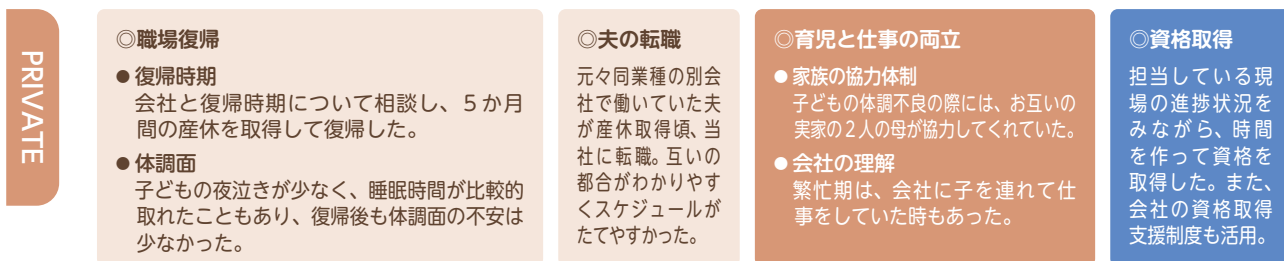 PRIVATE
◎職場復帰
● 復帰時期
会社と復帰時期について相談し、５か月
間の産休を取得して復帰した。
● 体調面
子どもの夜泣きが少なく、睡眠時間が比較的
取れたこともあり、復帰後も体調面の不安は
少なかった。
◎夫の転職
元々同業種の別会
社で働いていた夫
が産休取得頃、当
社に転職。互いの
都合がわかりやす
くスケジュールが
たてやすかった。
◎育児と仕事の両立
● 家族の協力体制
子どもの体調不良の際には、お互いの
実家の２人の母が協力してくれていた。
● 会社の理解
繁忙期は、会社に子を連れて仕
事をしていた時もあった。
◎資格取得
担当している現
場の進捗状況を
みながら、時間
を作って資格を
取得した。また、
会社の資格取得
支援制度も活用。